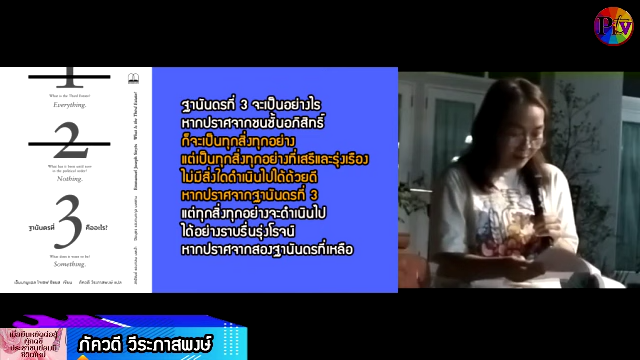 PtV
1
What is the Third Estate?
Everything.
2
What has it been until now
in the political order?
Nothing.
ฐานันดรที่ 3 คืออะไร?
What does it want to be?
Something.
What is the Third Estate?
ฐานันดรที่ 3 จะเป็นอย่างไร
หากปราศจากชนชั้นอภิสิทธิ์
ก็จะเป็นทุกสิ่งทุกอย่าง
แต่เป็นทุกสิ่งทุกอย่างที่เสรีและรุ่งเรือง
ไม่มีสิ่งใดดำเนินไปได้ด้วยดี
หากปราศจากฐานันดรที่ 3
แต่ทุกสิ่งทุกอย่างจะดำเนินไป
ได้อย่างราบรื่นรุ่งโรจน์
หากปราศจากสองฐานันดรที่เหลือ
ภัควดี วีระภาสพงษ์